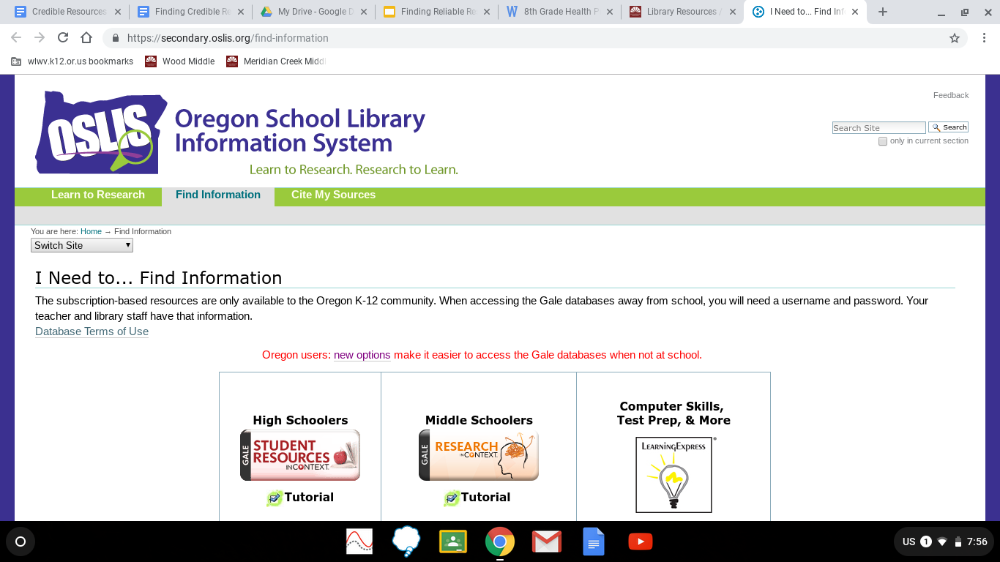 Credible Resources
Finding Credible Re
My Drive - Google D
Finding Reliable Re
8th Grade Health P
Library Resources /
I Need to... Find Inf
https://secondary.oslis.org/find-information
wlwv.k12.or.us bookmarks
Wood Middle
Meridian Creek Middl
Feedback
OSLIS
Oregon School Library
Information System
Learn to Research. Research to Learn.
Search Site
Search
only in current section
Learn to Research
Find Information
Cite My Sources
You are here: Home → Find Information
Switch Site
I Need to... Find Information
The subscription-based resources are only available to the Oregon K-12 community. When accessing the Gale databases away from school, you will need a username and password. Your
teacher and library staff have that information.
Database Terms of Use
Oregon users: new options make it easier to access the Gale databases when not at school.
High Schoolers
GALE
STUDENT
RESOURCES
IN CONTEXT
Tutorial
Middle Schoolers
GALE
RESEARCH
IN CONTEXT
Tutorial
Computer Skills,
Test Prep, & More
LEARNINGEXPRESS®
US 1 7:56